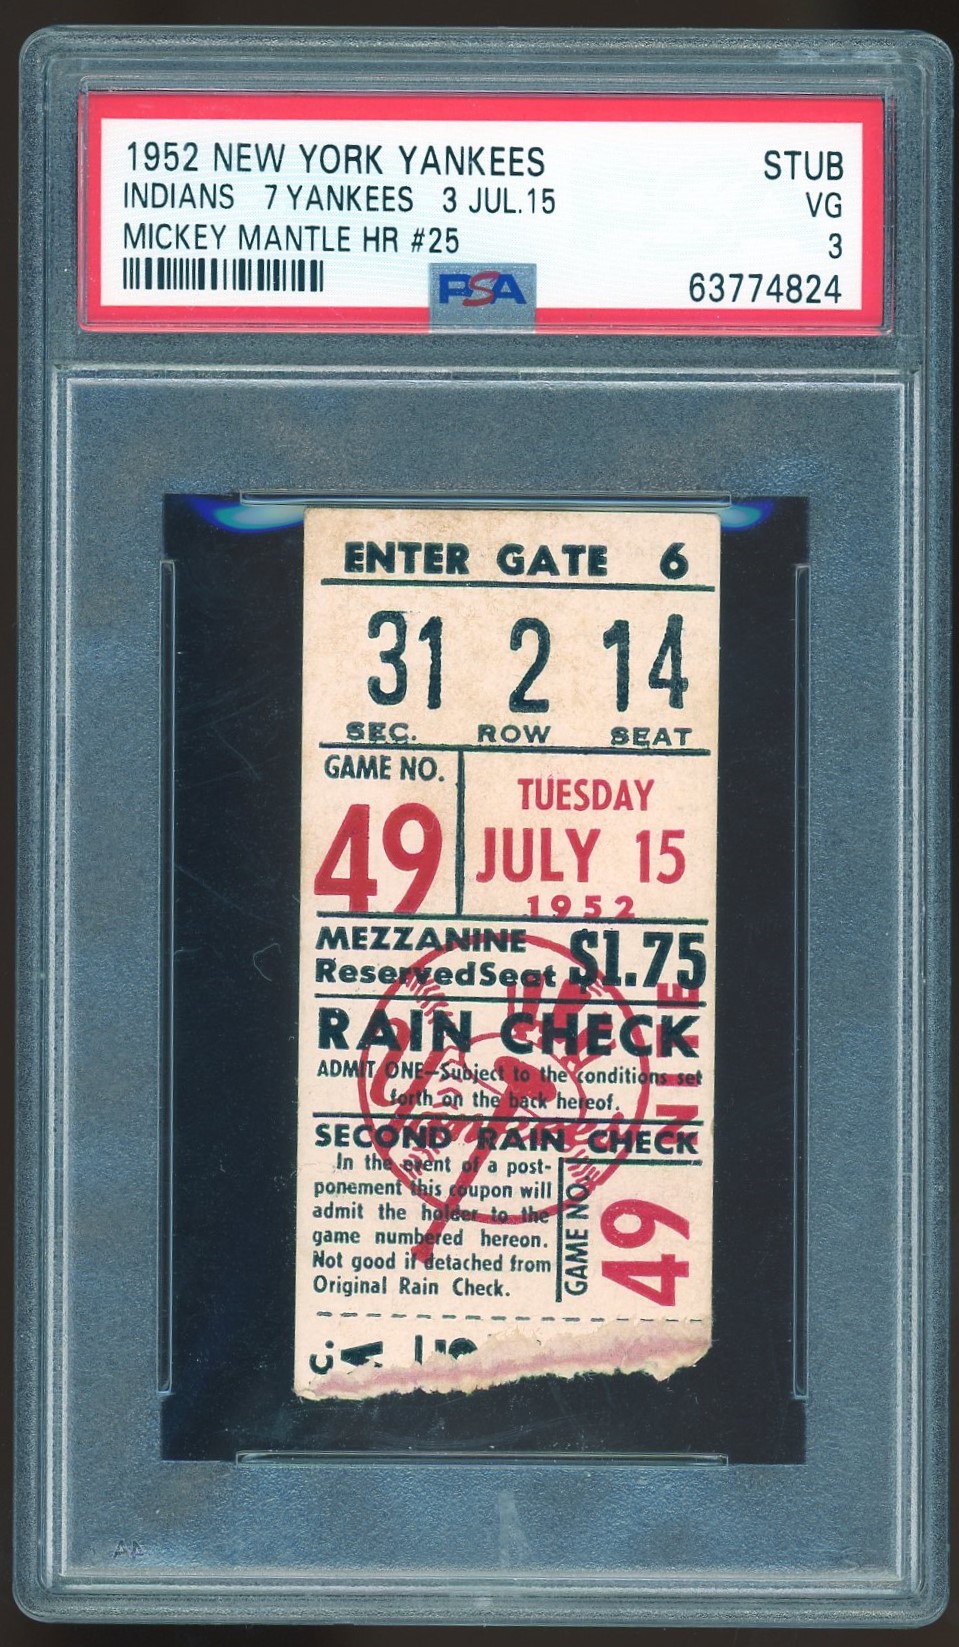 1952 NEW YORK YANKEES STUB
INDIANS 7 YANKEES 3 JUL.15 VG
MICKEY MANTLE HR #25 3
PSA 63774824
ENTER GATE 6
31 2 14
SEC. ROW SEAT
GAME NO.
49
TUESDAY
JULY 15
1952
MEZZANINE
Reserved Seat $1.75
RAIN CHECK
ADMIT ONE—Subject to the conditions set
forth on the back hereof.
SECOND RAIN CHECK
In the event of a post-
ponement this coupon will
admit the holder to the
game numbered hereon.
Not good if detached from
Original Rain Check.
GAME NO.
49
NINE
Yankees